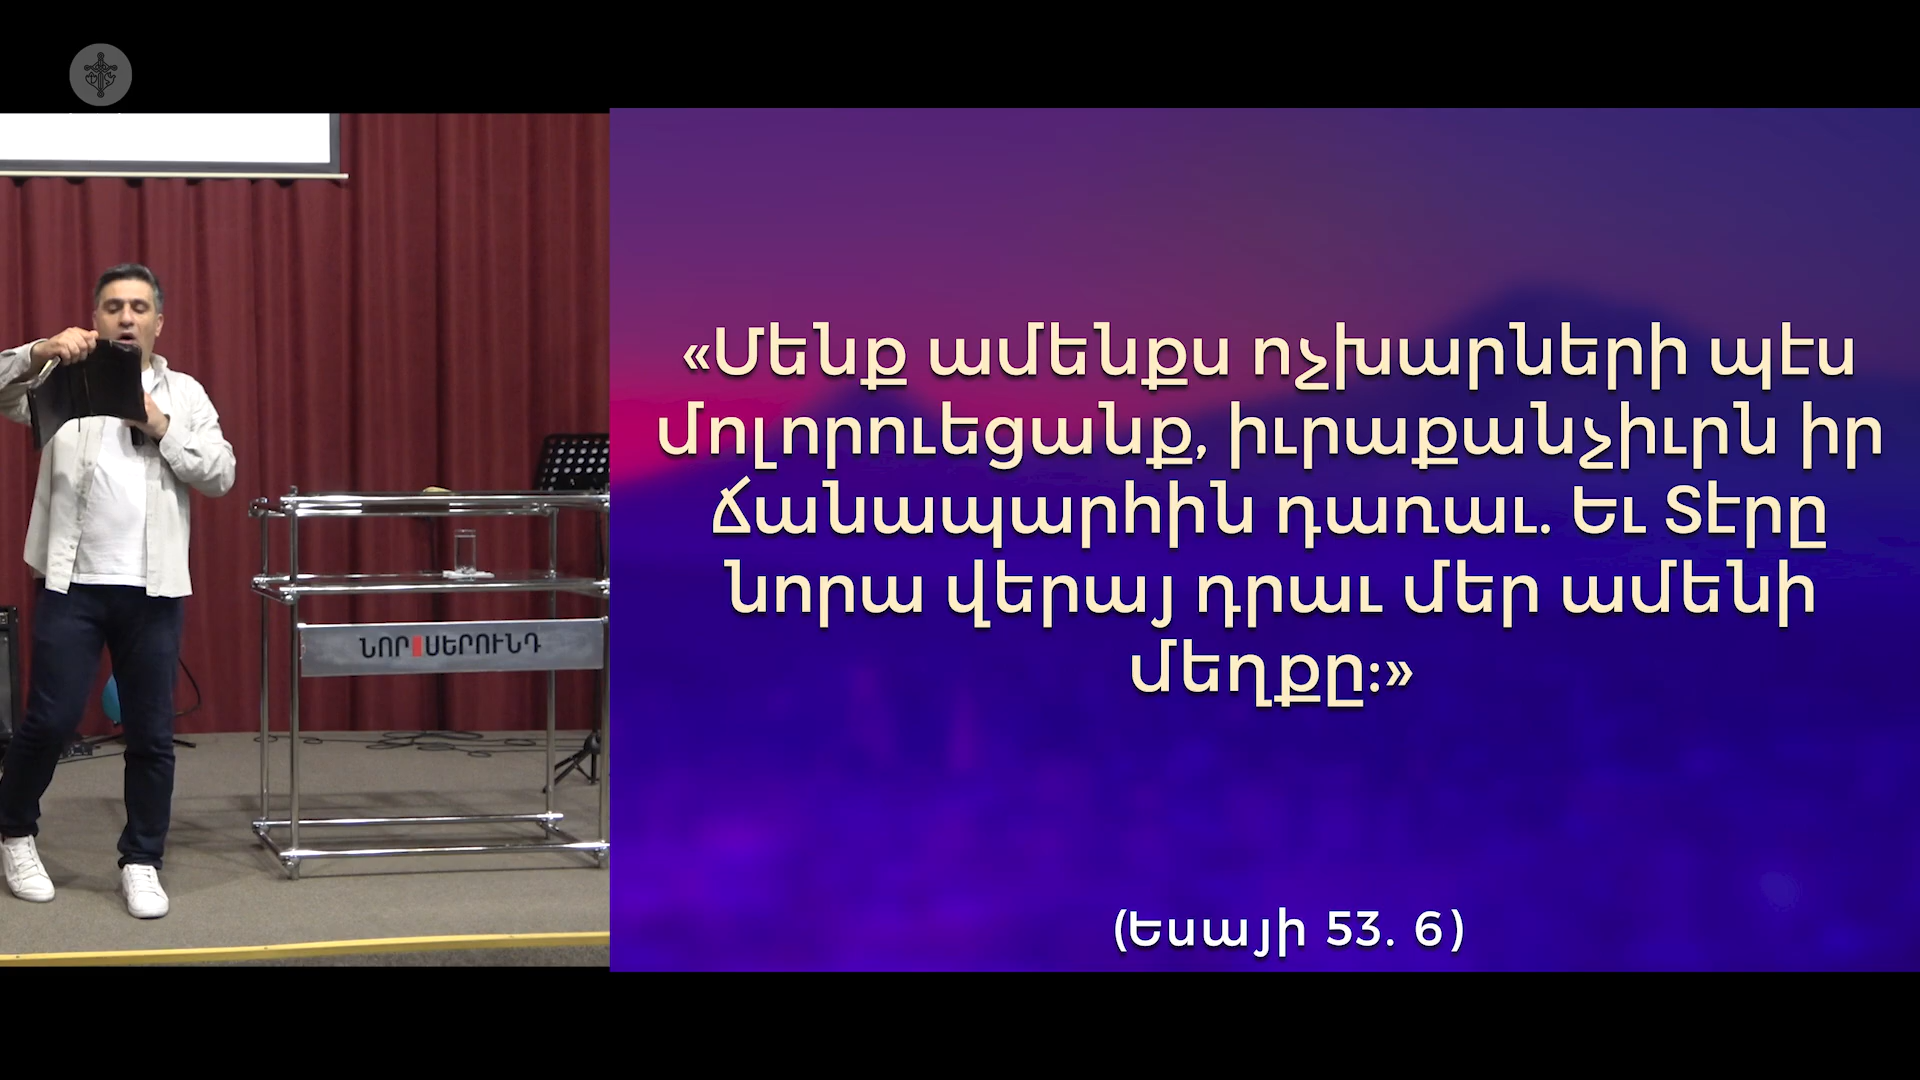 ՆՈՐ ՍԵՐՈՒՆԴ
«Մենք ամենքս ոչխարների պէս
մոլորուեցանք, իւրաքանչիւրն իր
ճանապարհին դառաւ. Եւ Տէրը
նորա վերայ դրաւ մեր ամենի
մեղքը։»
(Եսայի 53. 6)